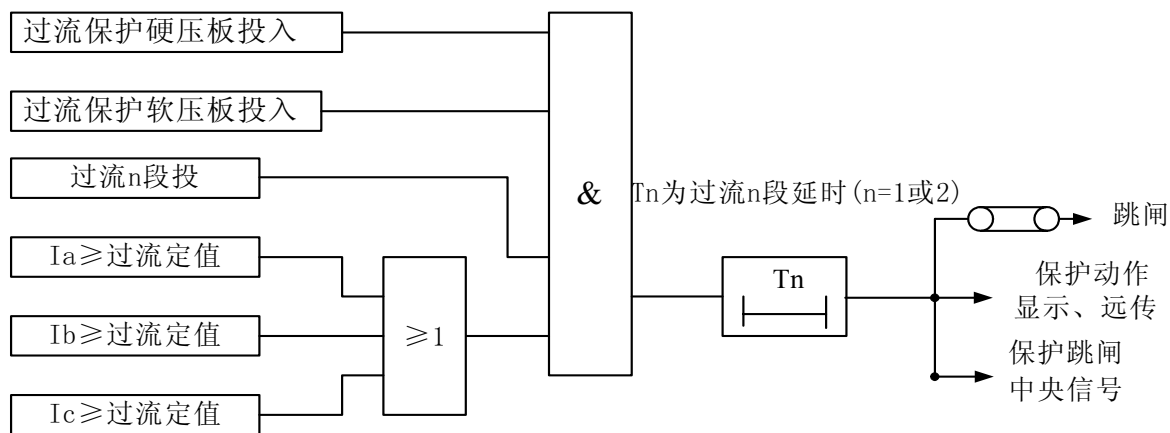 过流保护硬压板投入
过流保护软压板投入
过流n段投
Ia≥过流定值
Ib≥过流定值
Ic≥过流定值
≥1
&
Tn为过流n段延时(n=1或2)
Tn
跳闸
保护动作
显示、远传
保护跳闸
中央信号